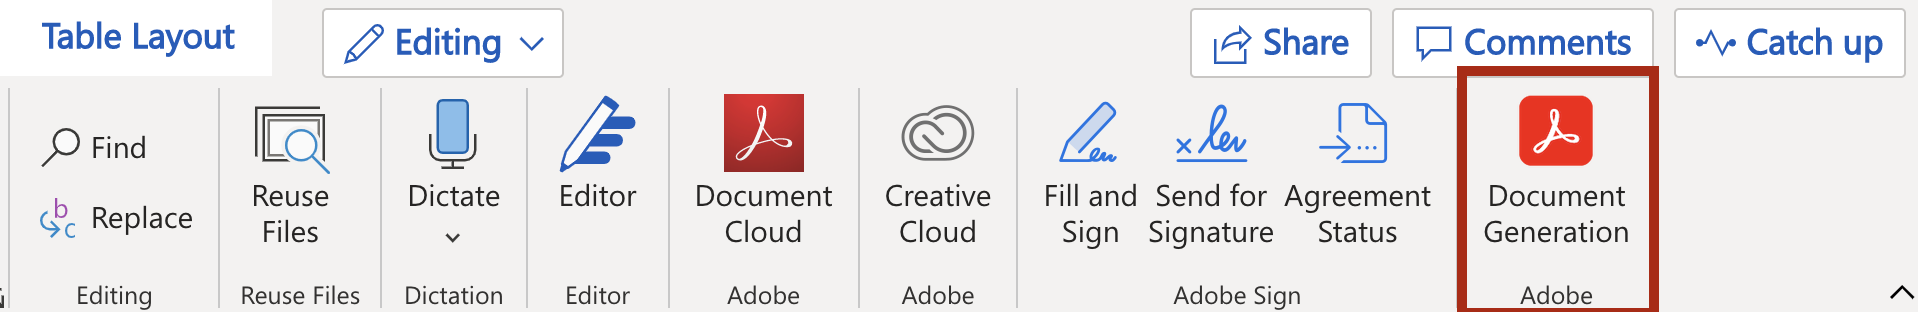 Table Layout
Editing
Share
Comments
Catch up
Find
Replace
Reuse
Files
Dictate
Editor
Document
Cloud
Creative
Cloud
Fill and
Sign
Send for
Signature
Agreement
Status
Document
Generation
Editing
Reuse Files
Dictation
Editor
Adobe
Adobe
Adobe Sign
Adobe